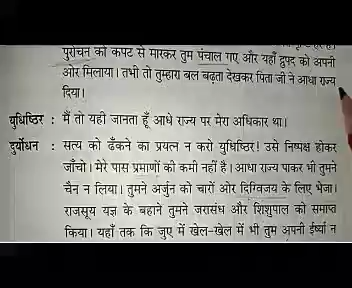 पुरोचन को कपट से मारकर तुम पंचाल गए और यहाँ द्रुपद को अपनी
ओर मिलाया। तभी तो तुम्हारा बल बढ़ता देखकर पिता जी ने आधा राज्य
दिया।
युधिष्ठिर : मैं तो यही जानता हूँ आधे राज्य पर मेरा अधिकार था।
दुर्योधन : सत्य को ढँकने का प्रयत्न न करो युधिष्ठिर! उसे निष्पक्ष होकर
जाँचो। मेरे पास प्रमाणों की कमी नहीं है। आधा राज्य पाकर भी तुमने
चैन न लिया। तुमने अर्जुन को चारों ओर दिग्विजय के लिए भेजा।
राजसूय यज्ञ के बहाने तुमने जरासंध और शिशुपाल को समाप्त
किया। यहाँ तक कि जुए में खेल-खेल में भी तुम अपनी ईर्ष्या न